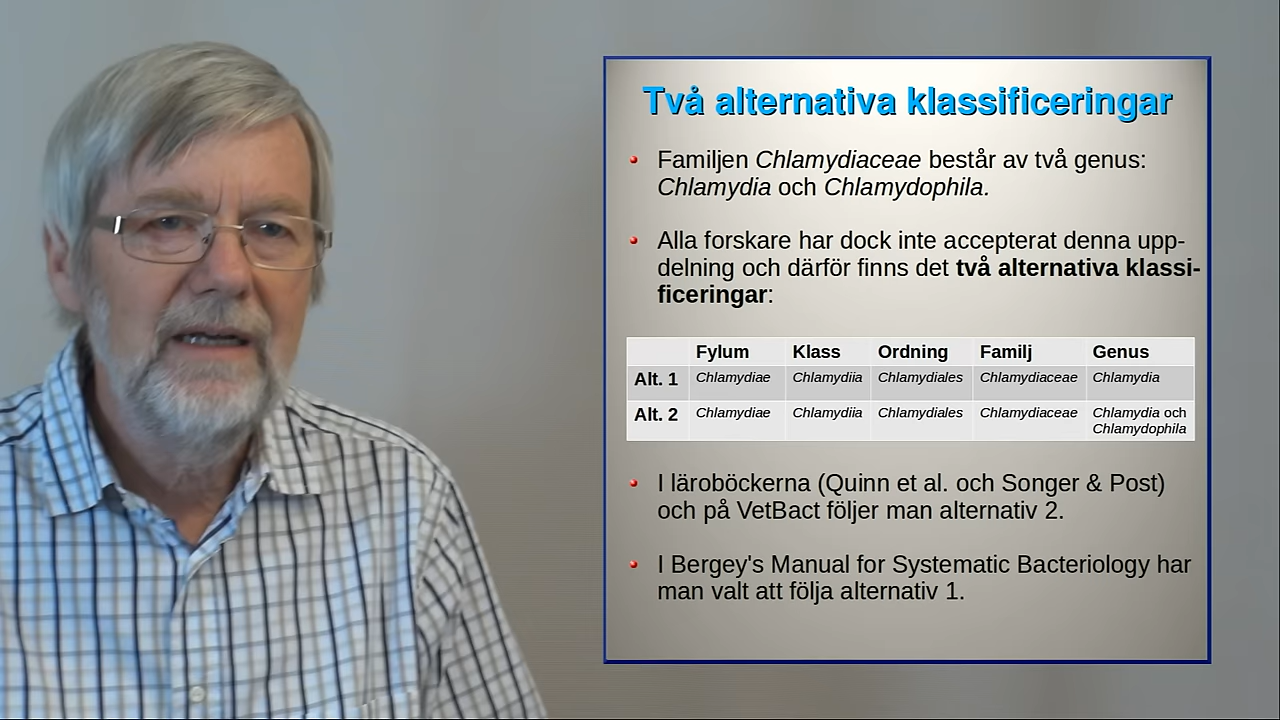 Två alternativa klassificeringar
Familjen Chlamydiaceae består av två genus:
Chlamydia och Chlamydophila.
Alla forskare har dock inte accepterat denna upp-
delning och därför finns det två alternativa klassi-
ficeringar:
Fylum Klass Ordning Familj Genus
Alt. 1 Chlamydiae Chlamydiia Chlamydiales Chlamydiaceae Chlamydia
Alt. 2 Chlamydiae Chlamydiia Chlamydiales Chlamydiaceae Chlamydia och
Chlamydophila
I läroböckerna (Quinn et al. och Songer & Post)
och på VetBact följer man alternativ 2.
I Bergey's Manual for Systematic Bacteriology har
man valt att följa alternativ 1.